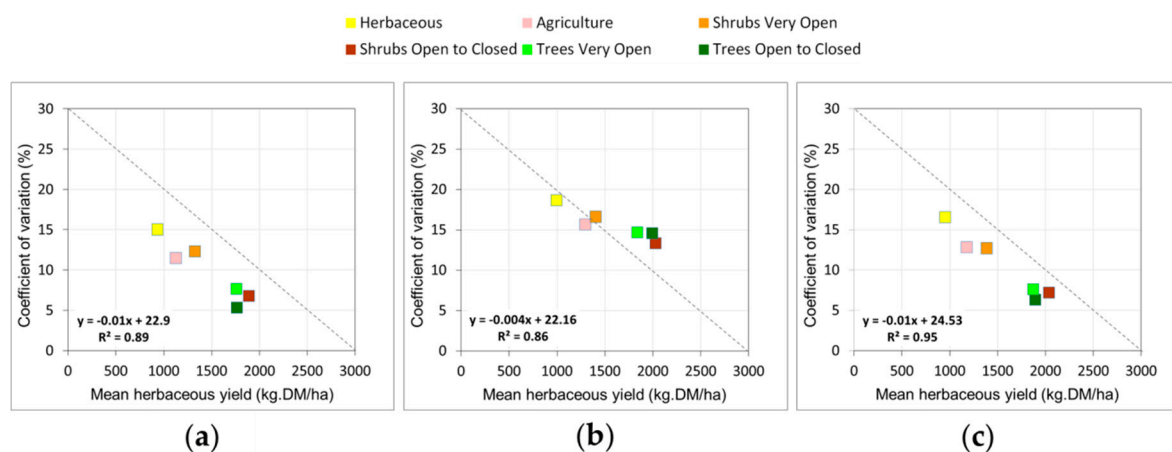 Herbaceous Agriculture Shrubs Very Open
Shrubs Open to Closed Trees Very Open Trees Open to Closed
Coefficient of variation (%)
30
25
20
15
10
5
0
y = -0.01x + 22.9
R² = 0.89
0 500 1000 1500 2000 2500 3000
Mean herbaceous yield (kg.DM/ha)
(a)
Coefficient of variation (%)
30
25
20
15
10
5
0
y = -0.004x + 22.16
R² = 0.86
0 500 1000 1500 2000 2500 3000
Mean herbaceous yield (kg.DM/ha)
(b)
Coefficient of variation (%)
30
25
20
15
10
5
0
y = -0.01x + 24.53
R² = 0.95
0 500 1000 1500 2000 2500 3000
Mean herbaceous yield (kg.DM/ha)
(c)